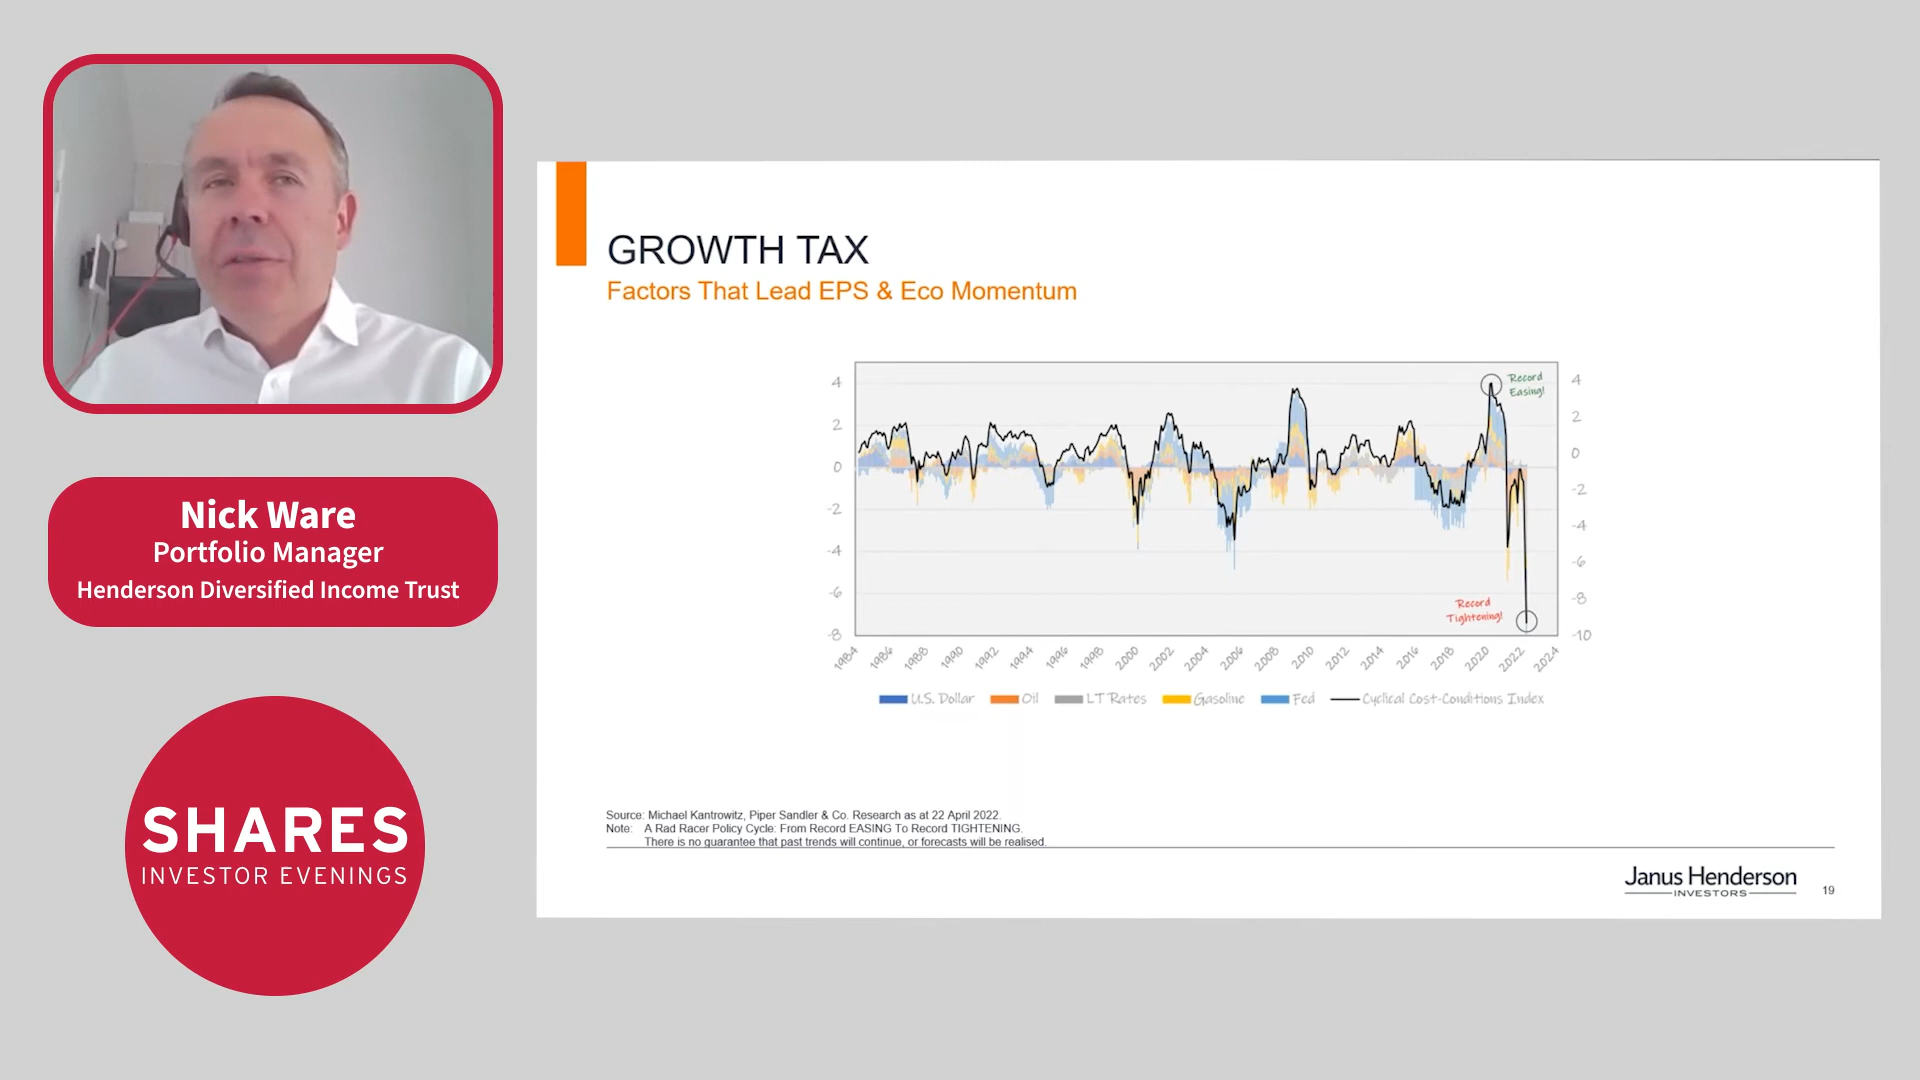 Nick Ware
Portfolio Manager
Henderson Diversified Income Trust
SHARES
INVESTOR EVENINGS
GROWTH TAX
Factors That Lead EPS & Eco Momentum
4
2
0
-2
-4
-6
-8
4
2
0
-2
-4
-6
-8
-10
Record
Easing!
Record
Tightening!
1984 1986 1988 1990 1992 1994 1996 1998 2000 2002 2004 2006 2008 2010 2012 2014 2016 2018 2020 2022 2024
U.S. Dollar Oil LT Rates Gasoline Fed Cyclical Cost-Conditions Index
Source: Michael Kantrowitz, Piper Sandler & Co. Research as at 22 April 2022.
Note: A Rad Racer Policy Cycle: From Record EASING To Record TIGHTENING.
There is no guarantee that past trends will continue, or forecasts will be realised.
Janus Henderson
INVESTORS
19